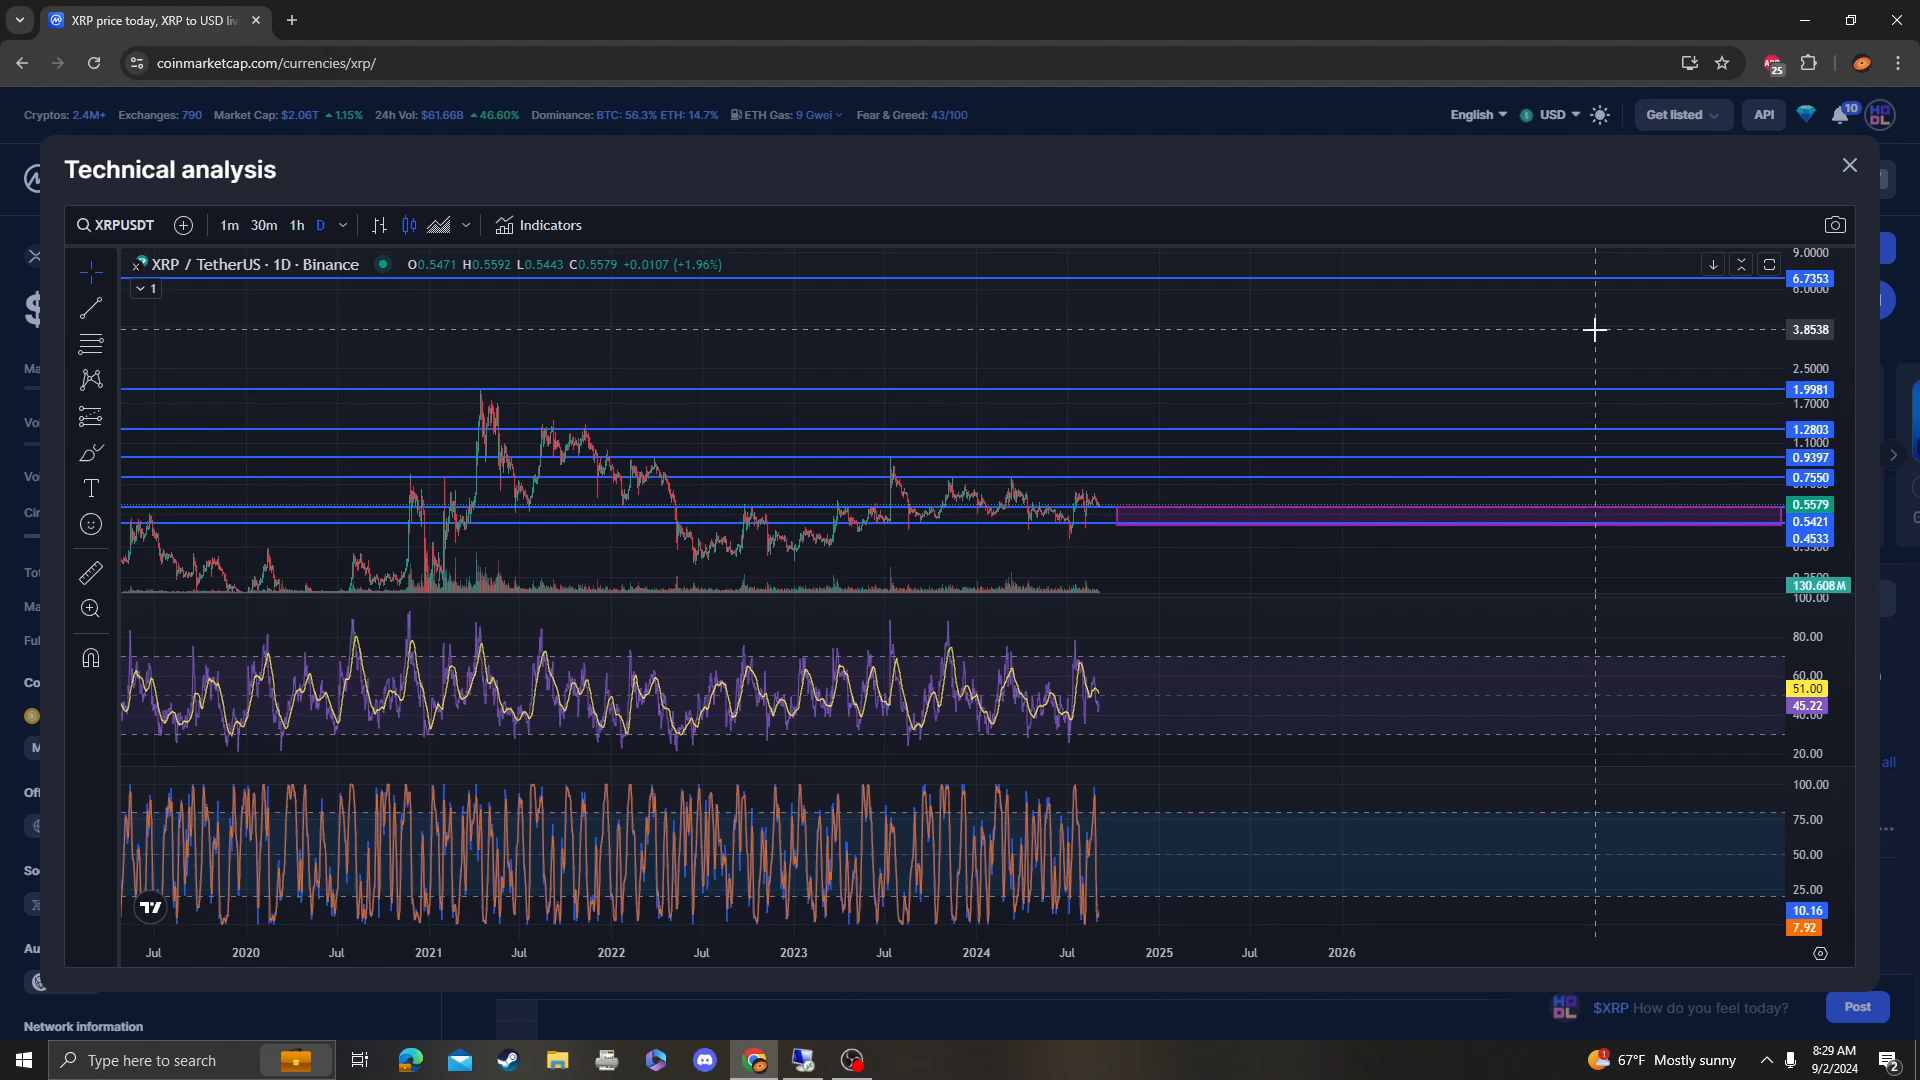 XRP price today, XRP to USD liv
coinmarketcap.com/currencies/xrp/
25
Cryptos: 2.4M+ Exchanges: 790 Market Cap: $2.06T 1.15% 24h Vol: $61.66B 46.60% Dominance: BTC: 56.3% ETH: 14.7% ETH Gas: 9 Gwei Fear & Greed: 43/100
English USD Get listed API 10
Technical analysis
XRPUSDT 1m 30m 1h D Indicators
XRP / TetherUS · 1D · Binance O0.5471 H0.5592 L0.5443 C0.5579 +0.0107 (+1.96%)
1
9.0000
6.7353
6.0000
3.8538
2.5000
1.9981
1.7000
1.2803
1.1000
0.9397
0.7550
0.5579
0.5421
0.4533
130.608M
100.00
80.00
60.00
51.00
45.22
40.00
20.00
100.00
75.00
50.00
25.00
10.16
7.92
Jul 2020 Jul 2021 Jul 2022 Jul 2023 Jul 2024 Jul 2025 Jul 2026
Network information
$XRP How do you feel today?
Post
Type here to search
67°F Mostly sunny
8:29 AM
9/2/2024
2